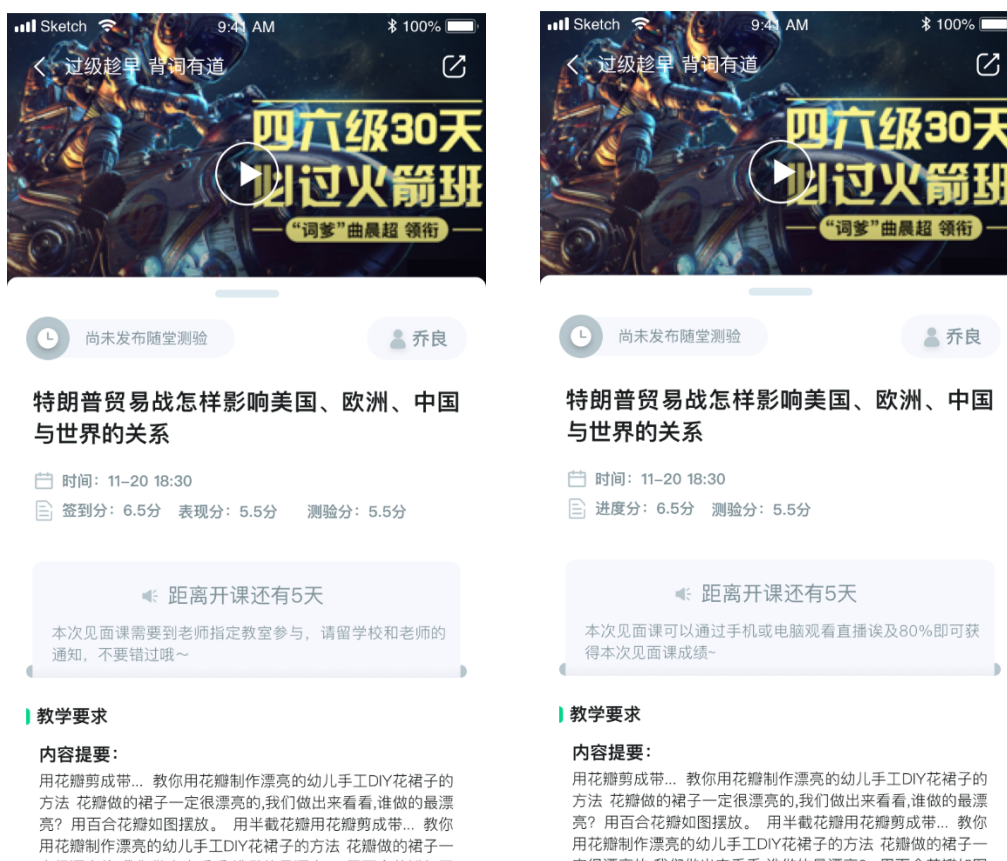 Sketch 9:41 AM 100%
过级趁早 背词有道
四六级30天
必过火箭班
“词爹”曲晨超 领衔
尚未发布随堂测验
乔良
特朗普贸易战怎样影响美国、欧洲、中国
与世界的关系
时间：11-20 18:30
签到分：6.5分 表现分：5.5分 测验分：5.5分
距离开课还有5天
本次见面课需要到老师指定教室参与，请留学校和老师的
通知，不要错过哦～
教学要求
内容提要：
用花瓣剪成带... 教你用花瓣制作漂亮的幼儿手工DIY花裙子的
方法 花瓣做的裙子一定很漂亮的,我们做出来看看,谁做的最漂
亮？用百合花瓣如图摆放。 用半截花瓣用花瓣剪成带... 教你
用花瓣制作漂亮的幼儿手工DIY花裙子的方法 花瓣做的裙子一
Sketch 9:41 AM 100%
过级趁早 背词有道
四六级30天
必过火箭班
“词爹”曲晨超 领衔
尚未发布随堂测验
乔良
特朗普贸易战怎样影响美国、欧洲、中国
与世界的关系
时间：11-20 18:30
进度分：6.5分 测验分：5.5分
距离开课还有5天
本次见面课可以通过手机或电脑观看直播诶及80%即可获
得本次见面课成绩~
教学要求
内容提要：
用花瓣剪成带... 教你用花瓣制作漂亮的幼儿手工DIY花裙子的
方法 花瓣做的裙子一定很漂亮的,我们做出来看看,谁做的最漂
亮？用百合花瓣如图摆放。 用半截花瓣用花瓣剪成带... 教你
用花瓣制作漂亮的幼儿手工DIY花裙子的方法 花瓣做的裙子一